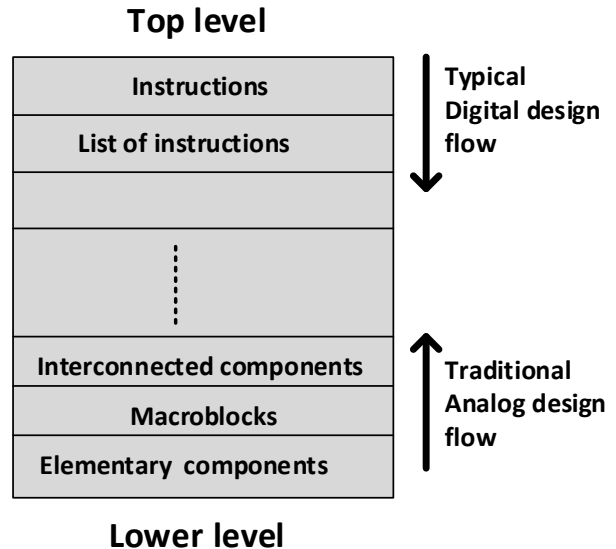 Top level
Instructions
List of instructions
Typical
Digital design
flow
Interconnected components
Macroblocks
Elementary components
Traditional
Analog design
flow
Lower level